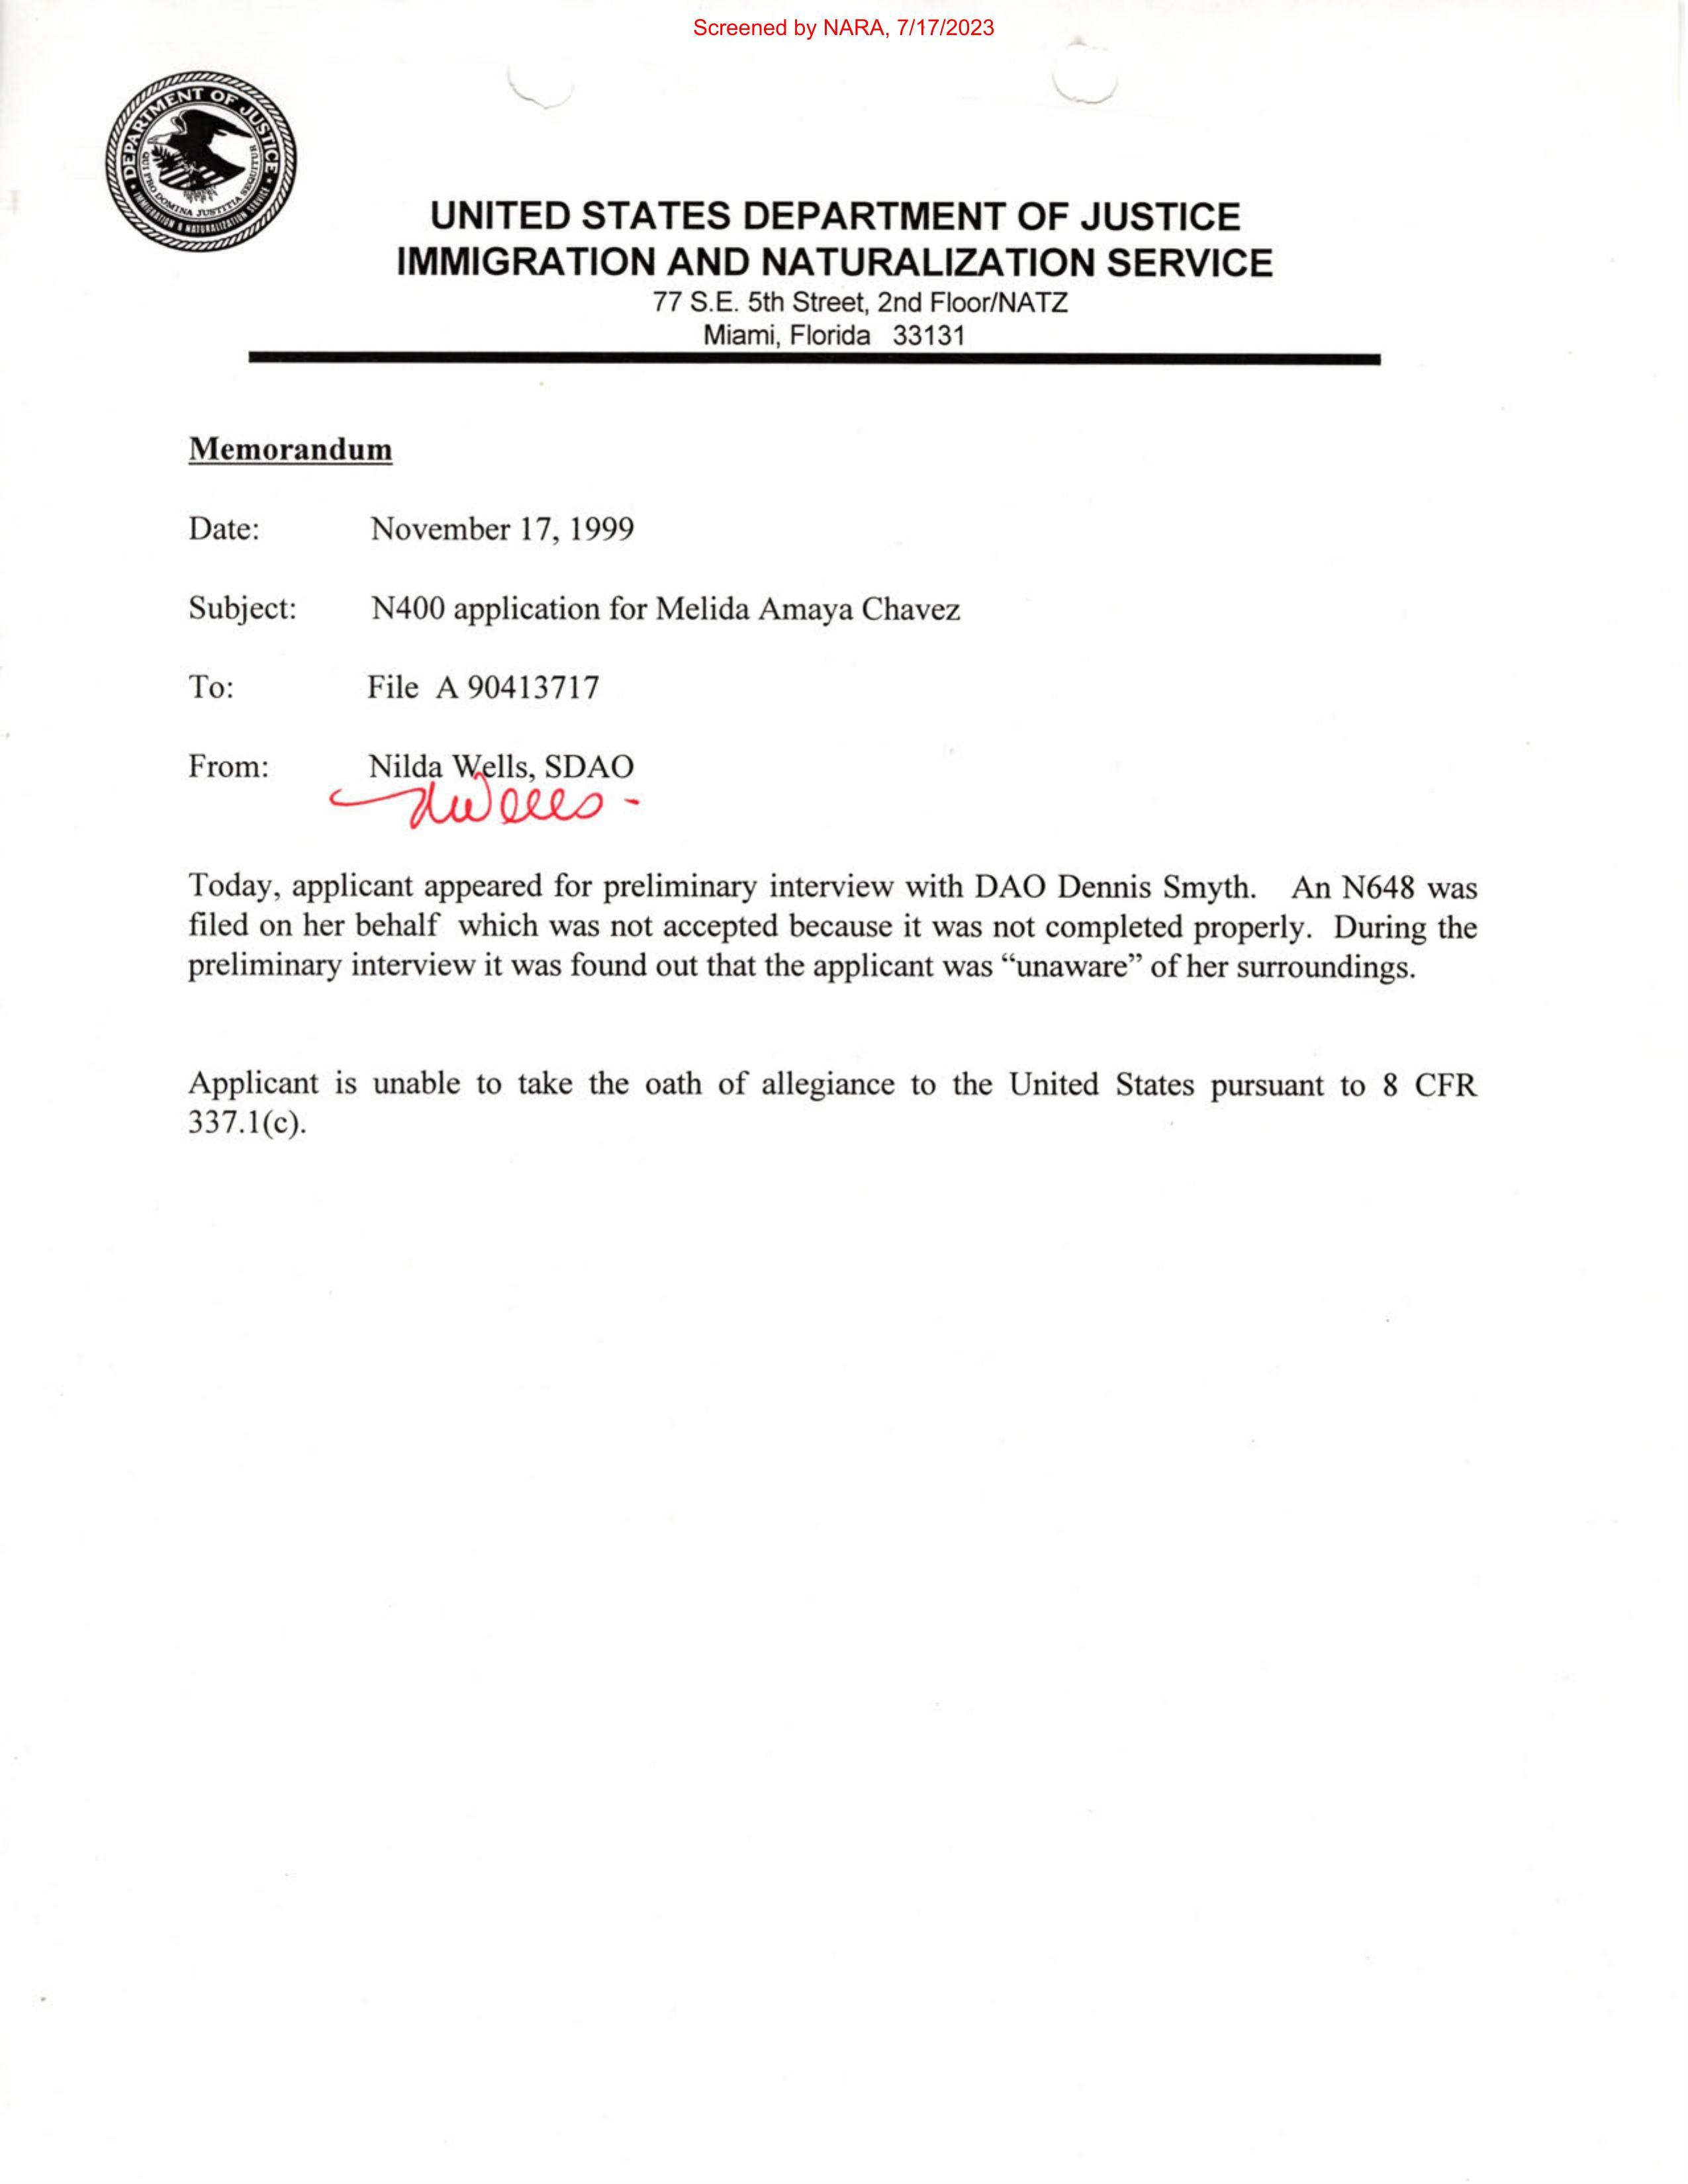 Screened by NARA, 7/17/2023
DEPARTMENT OF JUSTICE
QUI PRO DOMINA JUSTITIA SEQUITUR
IMMIGRATION & NATURALIZATION SERVICE
UNITED STATES DEPARTMENT OF JUSTICE
IMMIGRATION AND NATURALIZATION SERVICE
77 S.E. 5th Street, 2nd Floor/NATZ
Miami, Florida 33131
Memorandum
Date: November 17, 1999
Subject: N400 application for Melida Amaya Chavez
To: File A 90413717
From: Nilda Wells, SDAO
NWells
Today, applicant appeared for preliminary interview with DAO Dennis Smyth. An N648 was
filed on her behalf which was not accepted because it was not completed properly. During the
preliminary interview it was found out that the applicant was “unaware” of her surroundings.
Applicant is unable to take the oath of allegiance to the United States pursuant to 8 CFR
337.1(c).